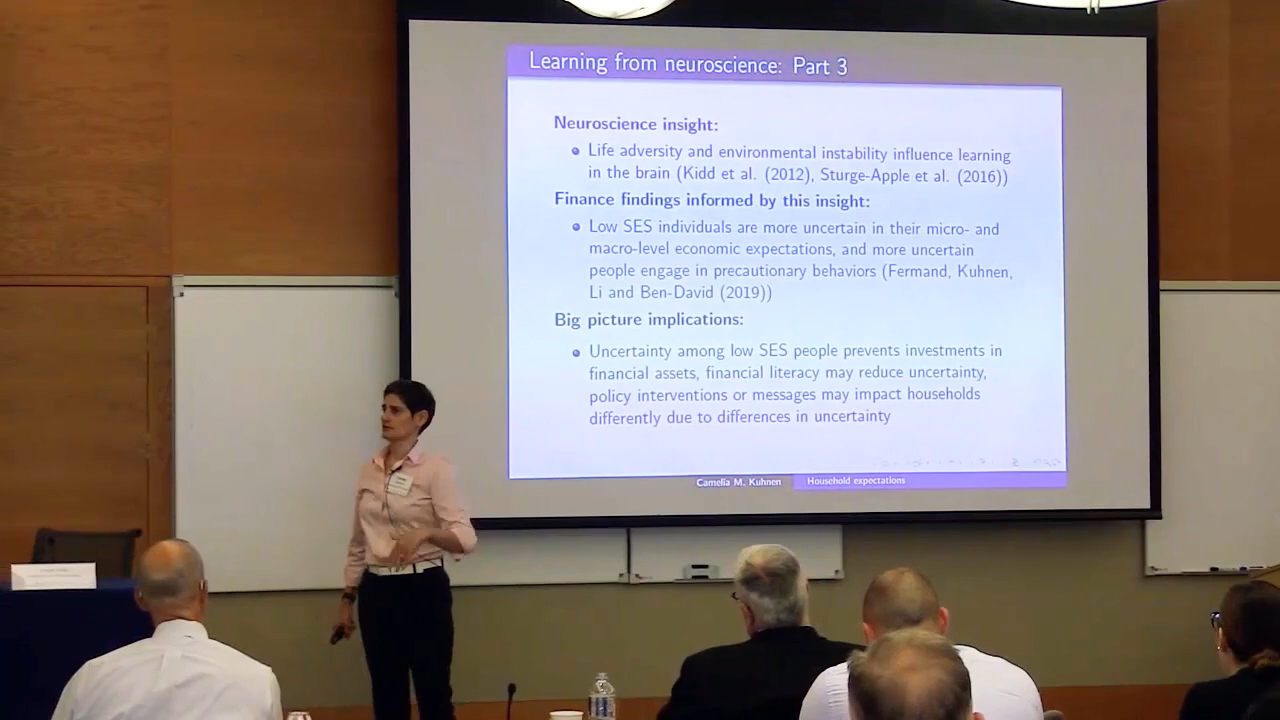 Learning from neuroscience: Part 3
Neuroscience insight:
Life adversity and environmental instability influence learning
in the brain (Kidd et al. (2012), Sturge-Apple et al. (2016))
Finance findings informed by this insight:
Low SES individuals are more uncertain in their micro- and
macro-level economic expectations, and more uncertain
people engage in precautionary behaviors (Fermand, Kuhnen,
Li and Ben-David (2019))
Big picture implications:
Uncertainty among low SES people prevents investments in
financial assets, financial literacy may reduce uncertainty,
policy interventions or messages may impact households
differently due to differences in uncertainty
Camelia M. Kuhnen
Household expectations